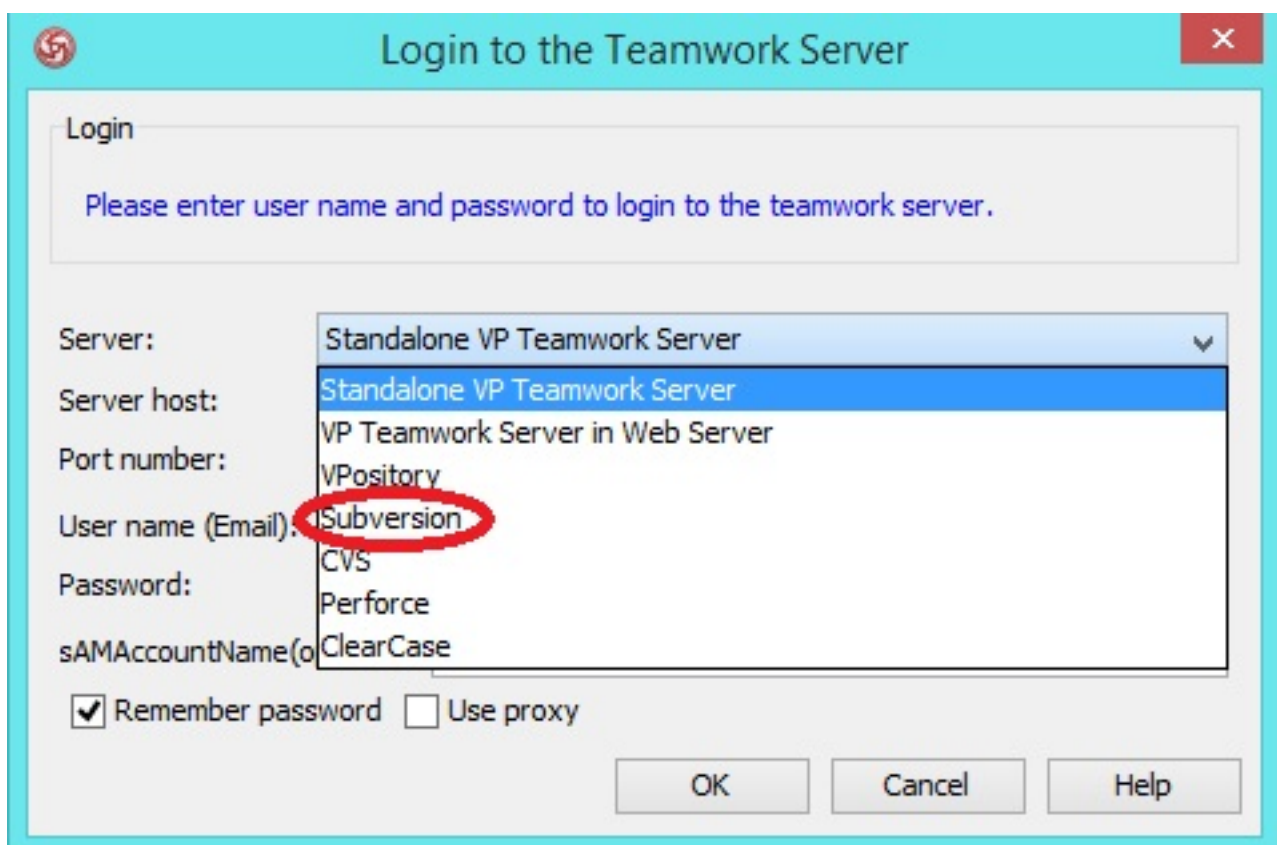 Login to the Teamwork Server
Login
Please enter user name and password to login to the teamwork server.
Server:
Standalone VP Teamwork Server
Standalone VP Teamwork Server
VP Teamwork Server in Web Server
VPository
Subversion
CVS
Perforce
ClearCase
Server host:
Port number:
User name (Email):
Password:
sAMAccountName(o
Remember password
Use proxy
OK
Cancel
Help